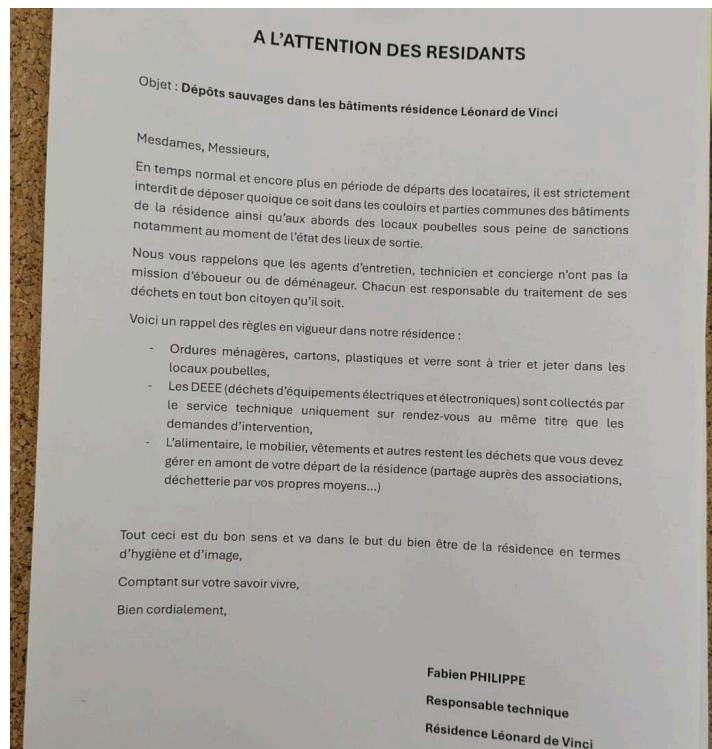 A L'ATTENTION DES RESIDANTS
Objet : Dépôts sauvages dans les bâtiments résidence Léonard de Vinci
Mesdames, Messieurs,
En temps normal et encore plus en période de départs des locataires, il est strictement
interdit de déposer quoique ce soit dans les couloirs et parties communes des bâtiments
de la résidence ainsi qu'aux abords des locaux poubelles sous peine de sanctions
notamment au moment de l'état des lieux de sortie.
Nous vous rappelons que les agents d'entretien, technicien et concierge n'ont pas la
mission d'éboueur ou de déménageur. Chacun est responsable du traitement de ses
déchets en tout bon citoyen qu'il soit.
Voici un rappel des règles en vigueur dans notre résidence :
- Ordures ménagères, cartons, plastiques et verre sont à trier et jeter dans les
locaux poubelles,
- Les DEEE (déchets d'équipements électriques et électroniques) sont collectés par
le service technique uniquement sur rendez-vous au même titre que les
demandes d'intervention,
- L'alimentaire, le mobilier, vêtements et autres restent les déchets que vous devez
gérer en amont de votre départ de la résidence (partage auprès des associations,
déchetterie par vos propres moyens...)
Tout ceci est du bon sens et va dans le but du bien être de la résidence en termes
d'hygiène et d'image,
Comptant sur votre savoir vivre,
Bien cordialement,
Fabien PHILIPPE
Responsable technique
Résidence Léonard de Vinci